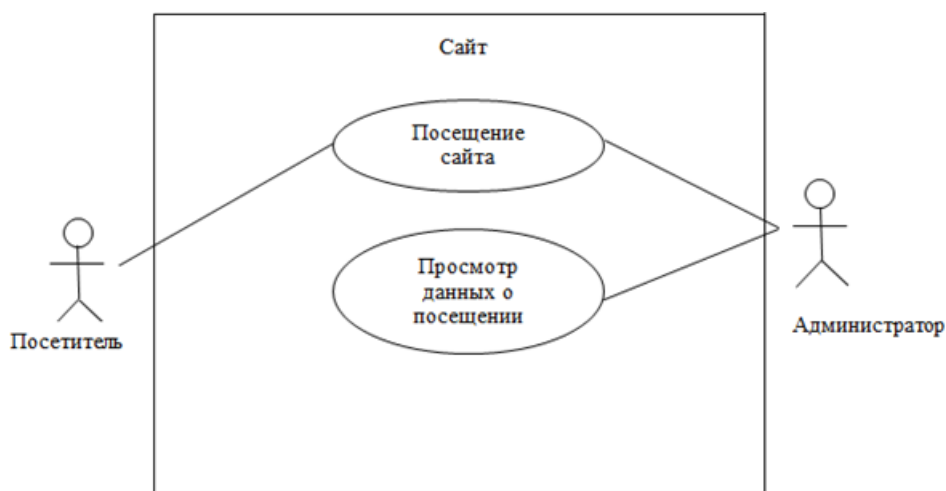 Сайт
Посещение
сайта
Просмотр
данных о
посещении
Посетитель
Администратор